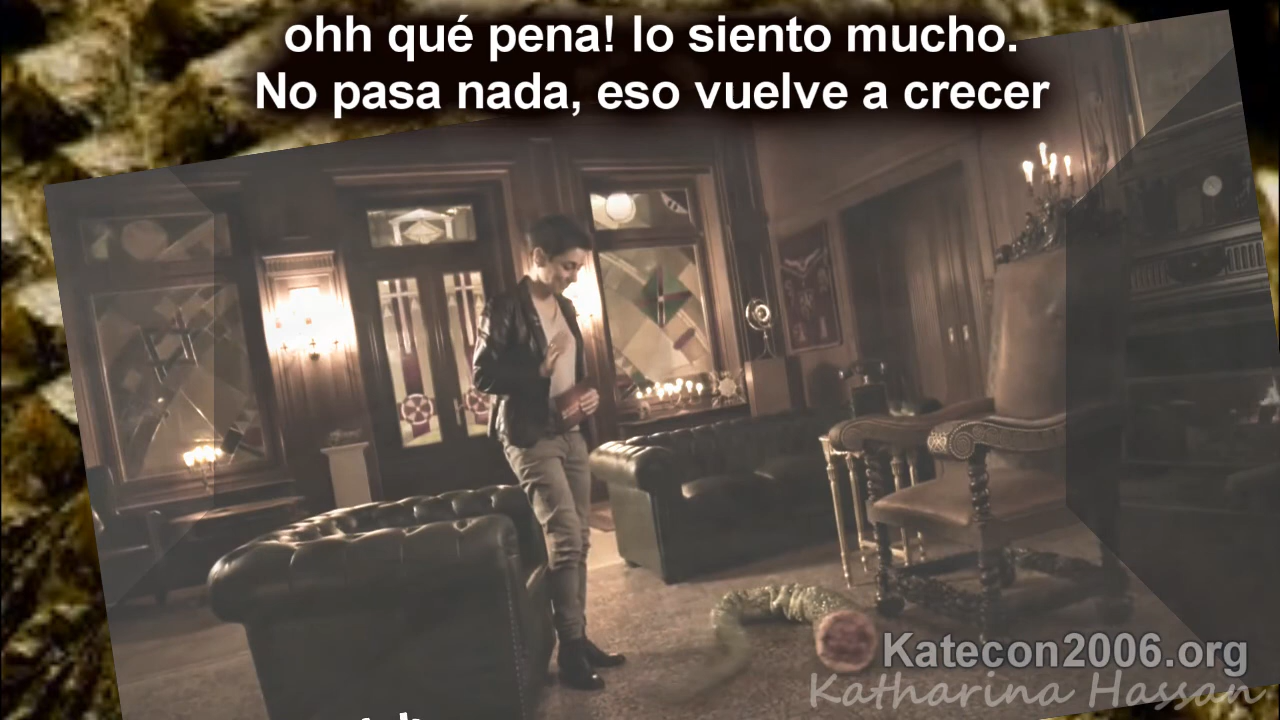 ohh qué pena! lo siento mucho.
No pasa nada, eso vuelve a crecer
Katecon2006.org
Katharina Hassan